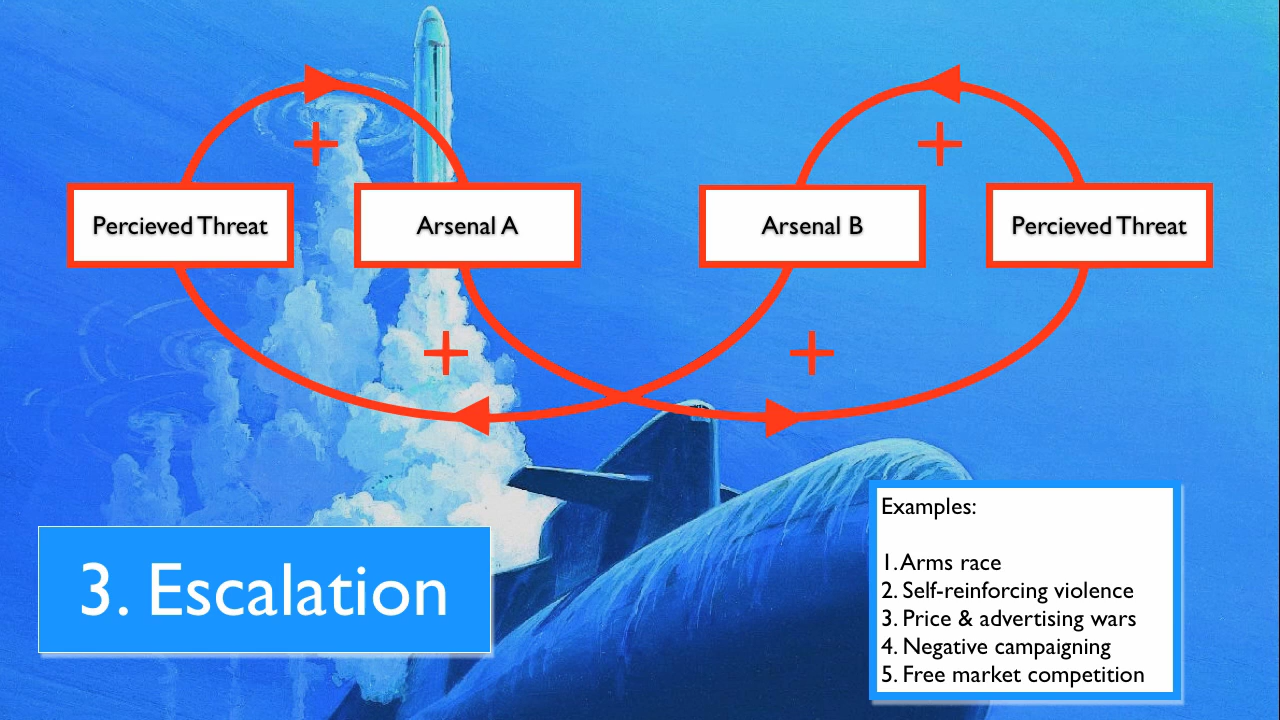 +
+
Percieved Threat
Arsenal A
Arsenal B
Percieved Threat
+
+
3. Escalation
Examples:
1. Arms race
2. Self-reinforcing violence
3. Price & advertising wars
4. Negative campaigning
5. Free market competition